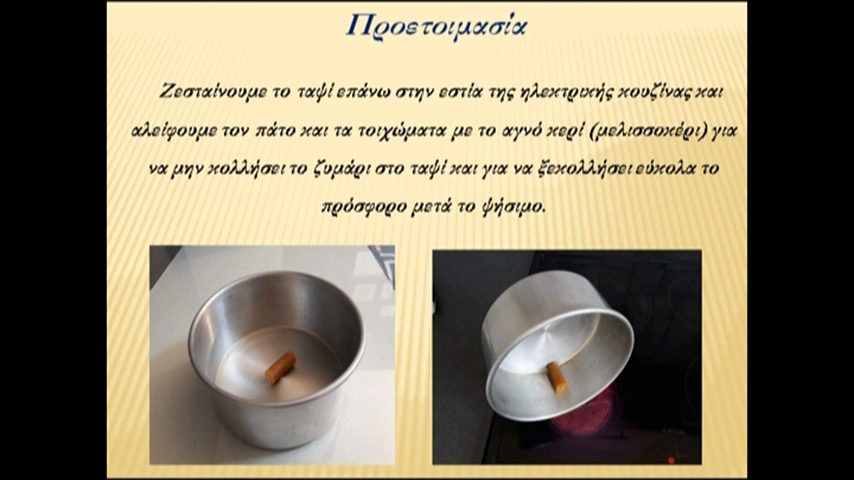 Προετοιμασία
Ζεσταίνουμε το ταψί επάνω στην εστία της ηλεκτρικής κουζίνας και
αλείφουμε τον πάτο και τα τοιχώματα με το αγνό κερί (μελισσοκέρι) για
να μην κολλήσει το ζυμάρι στο ταψί και για να ξεκολλήσει εύκολα το
πρόσφορο μετά το ψήσιμο.